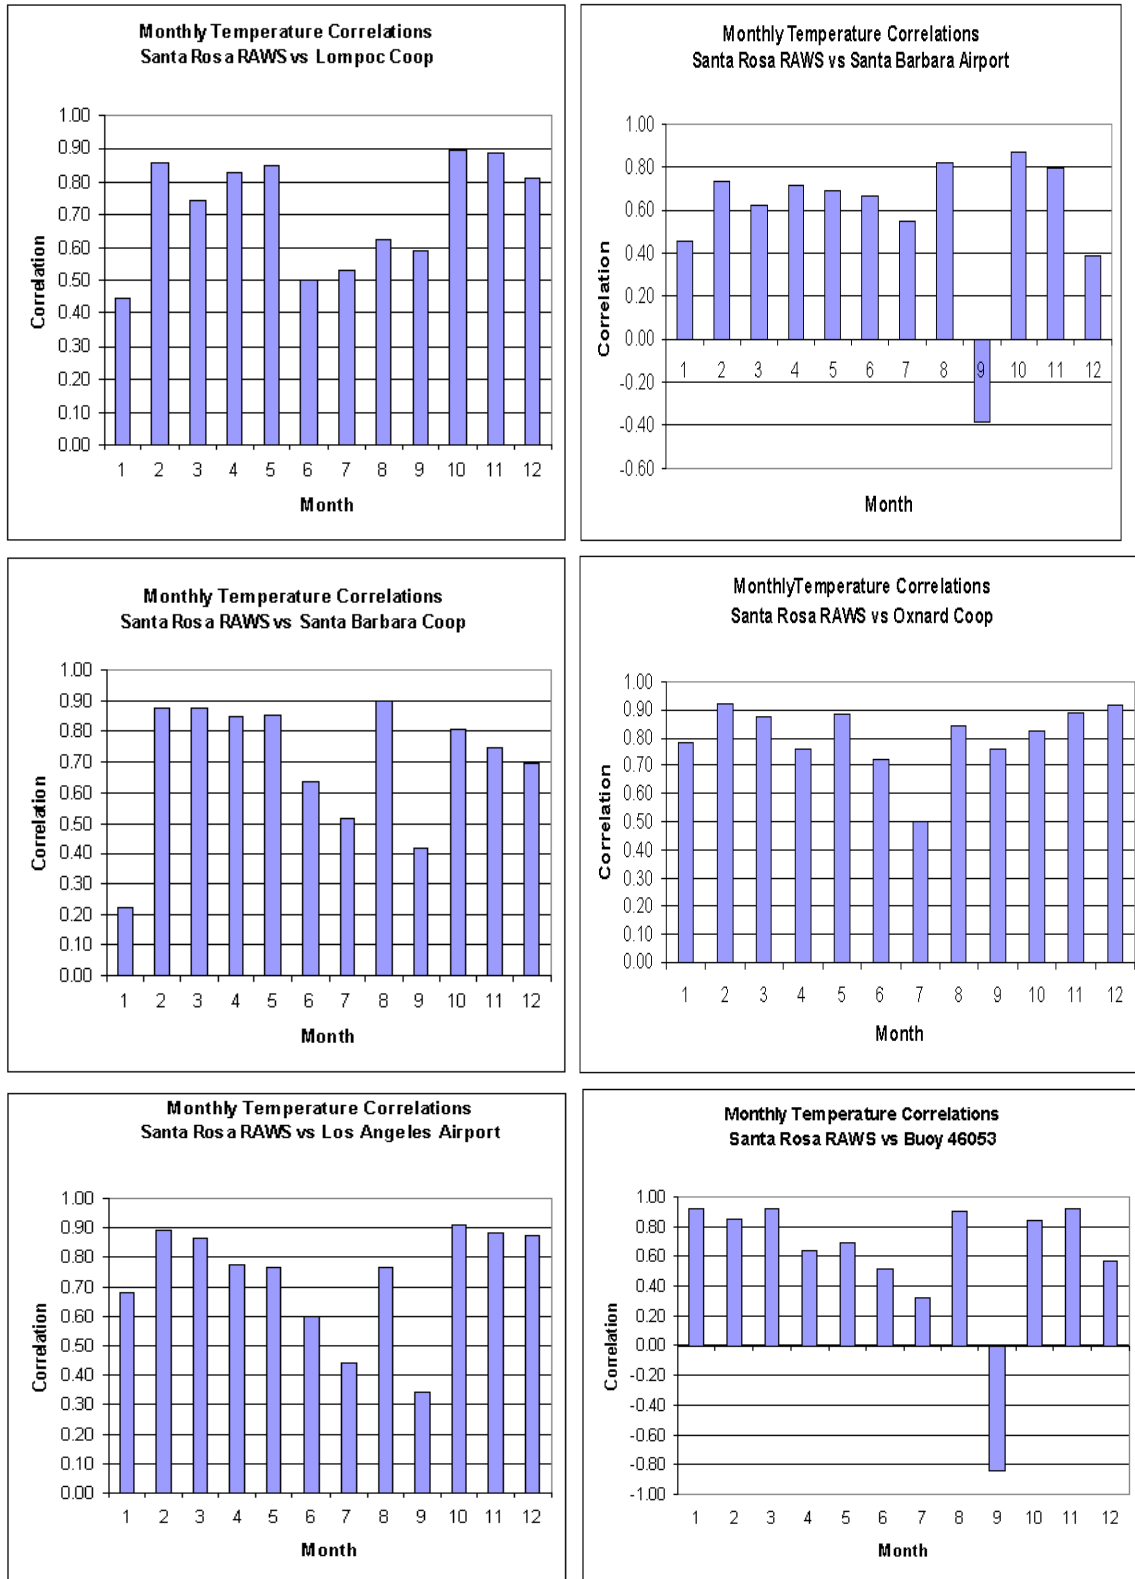 Monthly Temperature Correlations
Santa Rosa RAWS vs Lompoc Coop
1.00
0.90
0.80
0.70
0.60
0.50
0.40
0.30
0.20
0.10
0.00
Correlation
1 2 3 4 5 6 7 8 9 10 11 12
Month
Monthly Temperature Correlations
Santa Rosa RAWS vs Santa Barbara Airport
1.00
0.80
0.60
0.40
0.20
0.00
-0.20
-0.40
-0.60
Correlation
1 2 3 4 5 6 7 8 9 10 11 12
Month
Monthly Temperature Correlations
Santa Rosa RAWS vs Santa Barbara Coop
1.00
0.90
0.80
0.70
0.60
0.50
0.40
0.30
0.20
0.10
0.00
Correlation
1 2 3 4 5 6 7 8 9 10 11 12
Month
MonthlyTemperature Correlations
Santa Rosa RAWS vs Oxnard Coop
1.00
0.90
0.80
0.70
0.60
0.50
0.40
0.30
0.20
0.10
0.00
Correlation
1 2 3 4 5 6 7 8 9 10 11 12
Month
Monthly Temperature Correlations
Santa Rosa RAWS vs Los Angeles Airport
1.00
0.90
0.80
0.70
0.60
0.50
0.40
0.30
0.20
0.10
0.00
Correlation
1 2 3 4 5 6 7 8 9 10 11 12
Month
Monthly Temperature Correlations
Santa Rosa RAWS vs Buoy 46053
1.00
0.80
0.60
0.40
0.20
0.00
-0.20
-0.40
-0.60
-0.80
-1.00
Correlation
1 2 3 4 5 6 7 8 9 10 11 12
Month